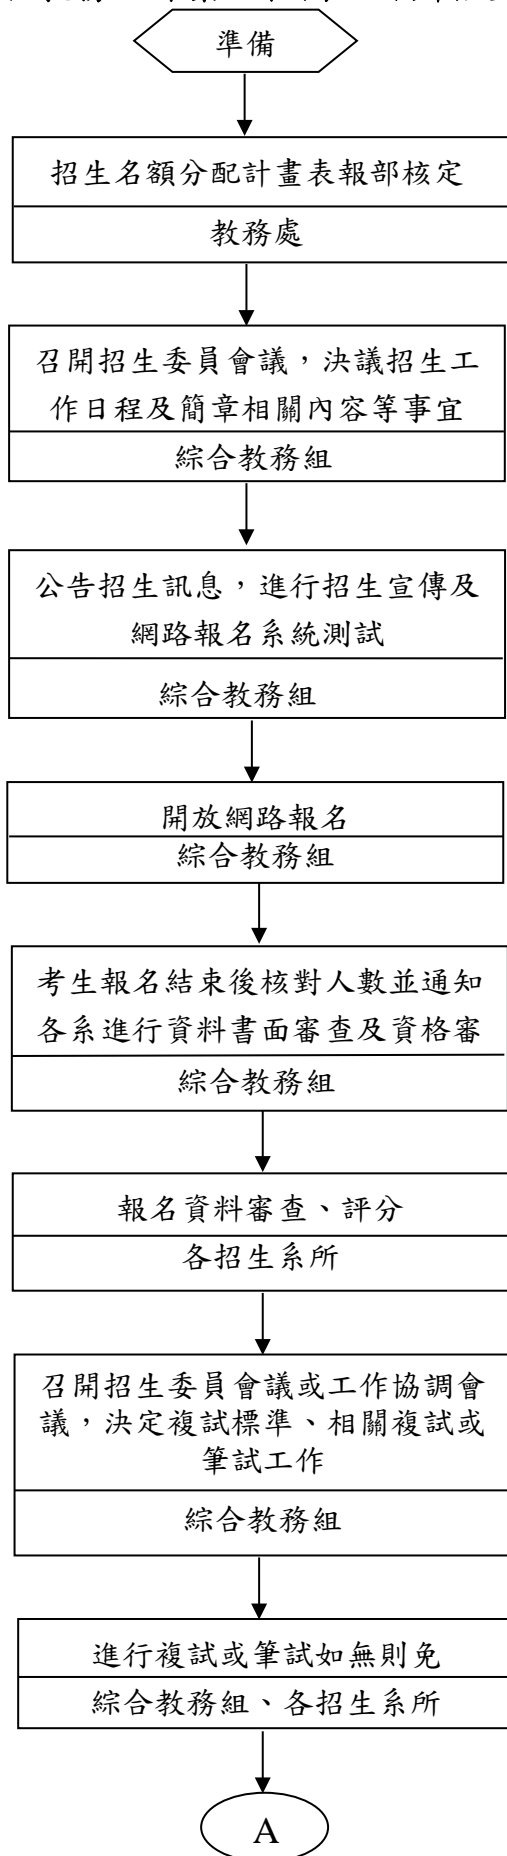 準備
招生名額分配計畫表報部核定
教務處
召開招生委員會議，決議招生工
作日程及簡章相關內容等事宜
綜合教務組
公告招生訊息，進行招生宣傳及
網路報名系統測試
綜合教務組
開放網路報名
綜合教務組
考生報名結束後核對人數並通知
各系進行資料書面審查及資格審
綜合教務組
報名資料審查、評分
各招生系所
召開招生委員會議或工作協調會
議，決定複試標準、相關複試或
筆試工作
綜合教務組
進行複試或筆試如無則免
綜合教務組、各招生系所
A